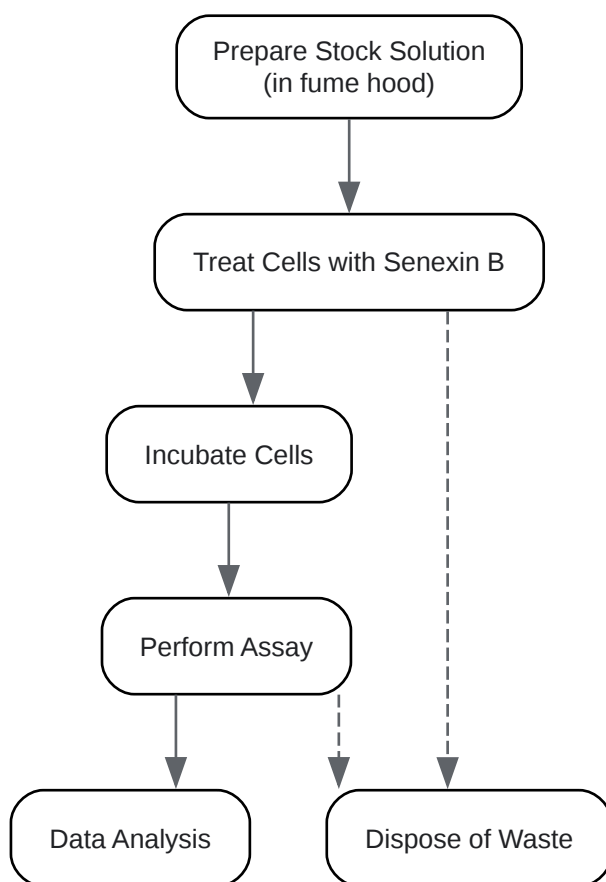 Prepare Stock Solution
(in fume hood)
Treat Cells with Senexin B
Incubate Cells
Perform Assay
Data Analysis
Dispose of Waste